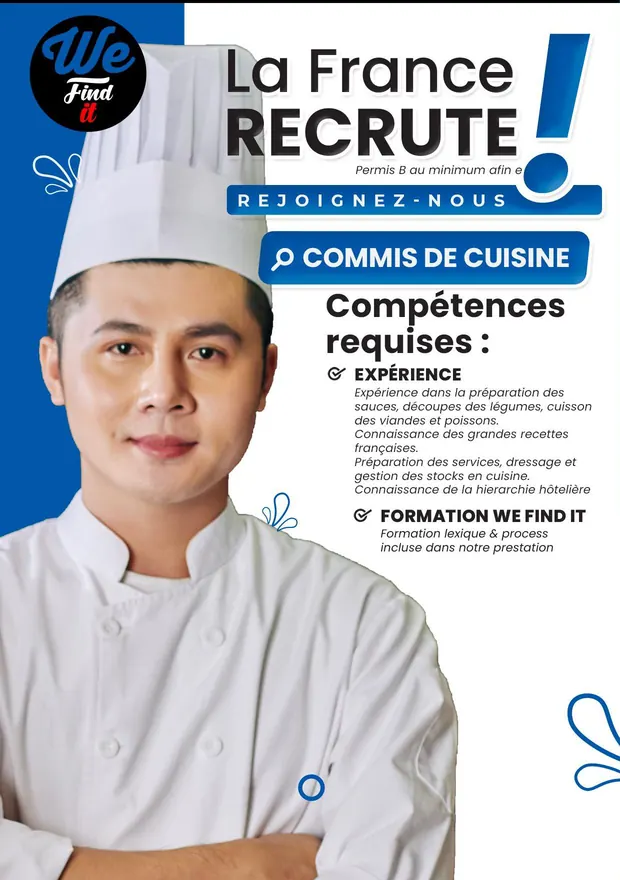 We
Find
it
La France
RECRUTE !
Permis B au minimum afin e
REJOIGNEZ-NOUS
COMMIS DE CUISINE
Compétences
requises :
EXPÉRIENCE
Expérience dans la préparation des
sauces, découpes des légumes, cuisson
des viandes et poissons.
Connaissance des grandes recettes
françaises.
Préparation des services, dressage et
gestion des stocks en cuisine.
Connaissance de la hierarchie hôtelière
FORMATION WE FIND IT
Formation lexique & process
incluse dans notre prestation